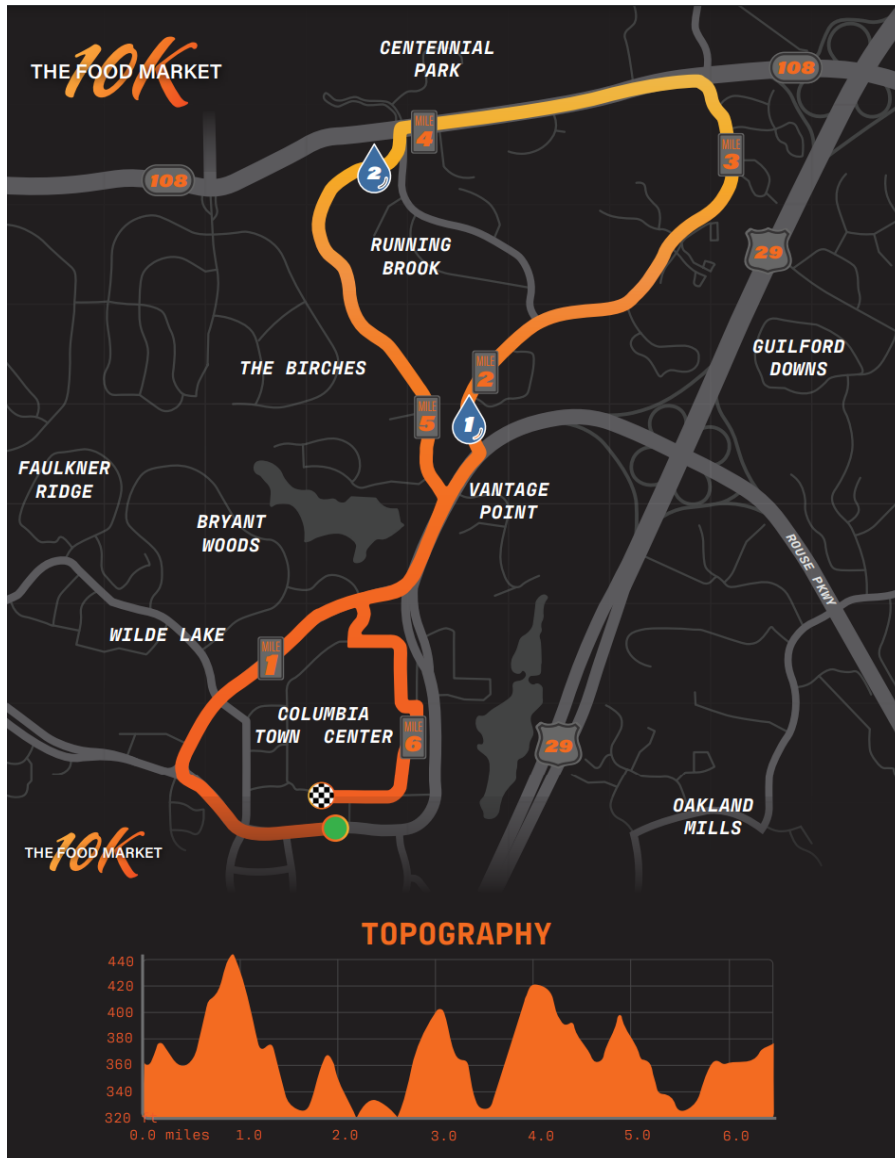 10K
THE FOOD MARKET
CENTENNIAL
PARK
108
108
MILE
4
MILE
3
2
RUNNING
BROOK
29
GUILFORD
DOWNS
THE BIRCHES
MILE
2
MILE
5
1
FAULKNER
RIDGE
VANTAGE
POINT
BRYANT
WOODS
ROUSE PKWY
WILDE LAKE
MILE
1
COLUMBIA
TOWN CENTER
MILE
6
29
OAKLAND
MILLS
10K
THE FOOD MARKET
TOPOGRAPHY
440
420
400
380
360
340
320
0.0 miles 1.0 2.0 3.0 4.0 5.0 6.0